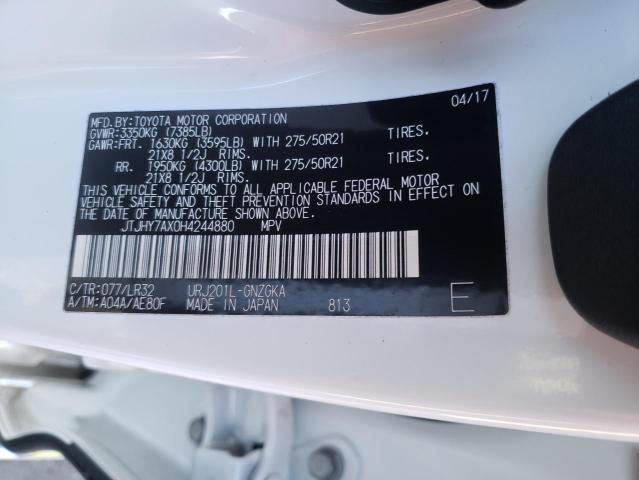 MFD.BY:TOYOTA MOTOR CORPORATION 04/17
GVWR:3350KG (7385LB)
GAWR:FRT. 1630KG (3595LB) WITH 275/50R21 TIRES.
21X8 1/2J RIMS.
RR. 1950KG (4300LB) WITH 275/50R21 TIRES.
21X8 1/2J RIMS.
THIS VEHICLE CONFORMS TO ALL APPLICABLE FEDERAL MOTOR
VEHICLE SAFETY AND THEFT PREVENTION STANDARDS IN EFFECT ON THE
DATE OF MANUFACTURE SHOWN ABOVE.
JTJHY7AX0H4244880 MPV
C/TR:077/LR32 URJ201L-GNZGKA
A/TM:A04A/AE80F MADE IN JAPAN 813 E